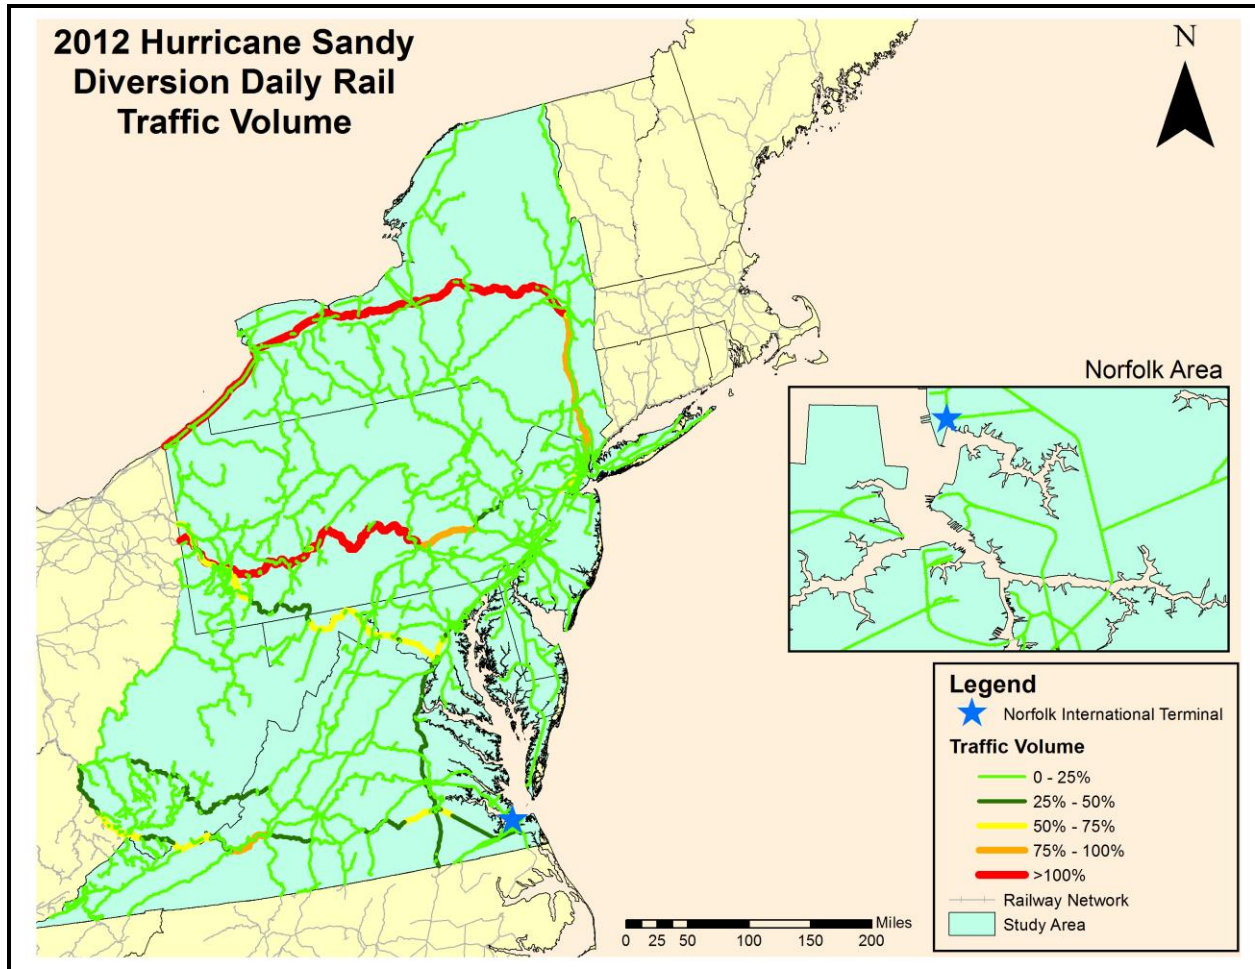 2012 Hurricane Sandy
Diversion Daily Rail
Traffic Volume
N
Norfolk Area
Legend
Norfolk International Terminal
Traffic Volume
0 - 25%
25% - 50%
50% - 75%
75% - 100%
>100%
Railway Network
Study Area
Miles
0 25 50 100 150 200